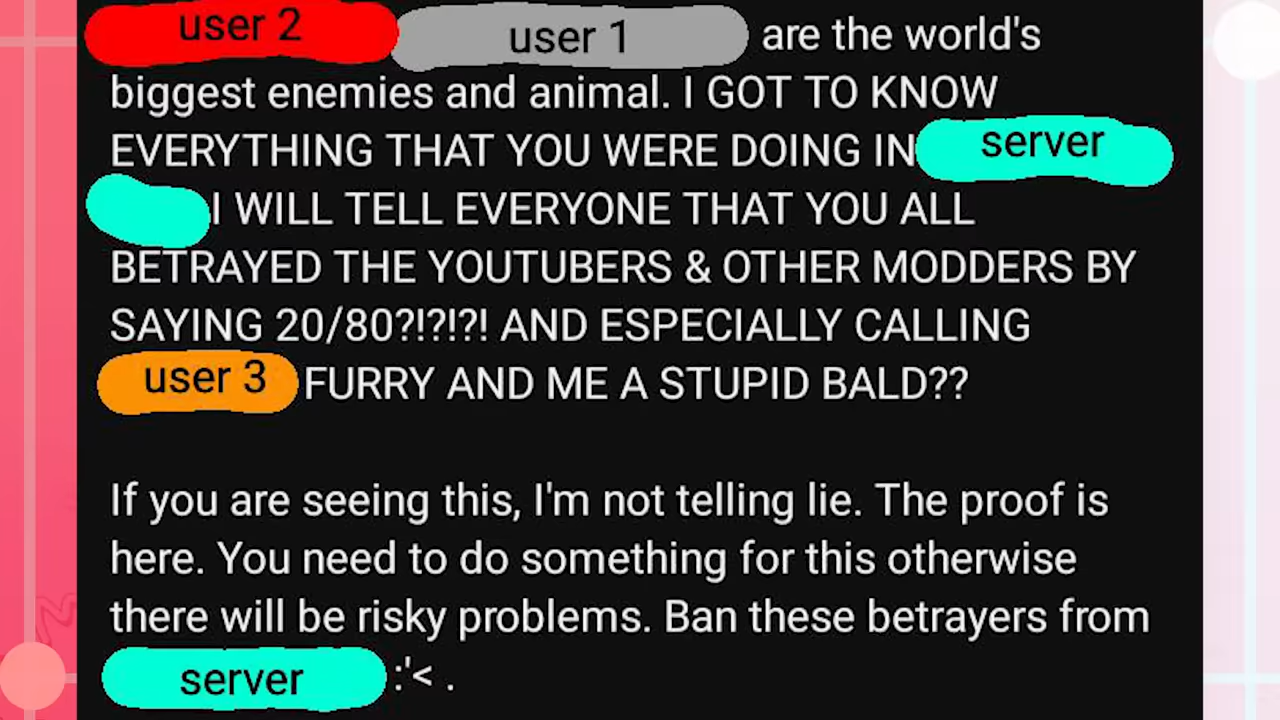 user 2 user 1 are the world's
biggest enemies and animal. I GOT TO KNOW
EVERYTHING THAT YOU WERE DOING IN server
I WILL TELL EVERYONE THAT YOU ALL
BETRAYED THE YOUTUBERS & OTHER MODDERS BY
SAYING 20/80?!?!?! AND ESPECIALLY CALLING
user 3 FURRY AND ME A STUPID BALD??
If you are seeing this, I'm not telling lie. The proof is
here. You need to do something for this otherwise
there will be risky problems. Ban these betrayers from
server :'< .